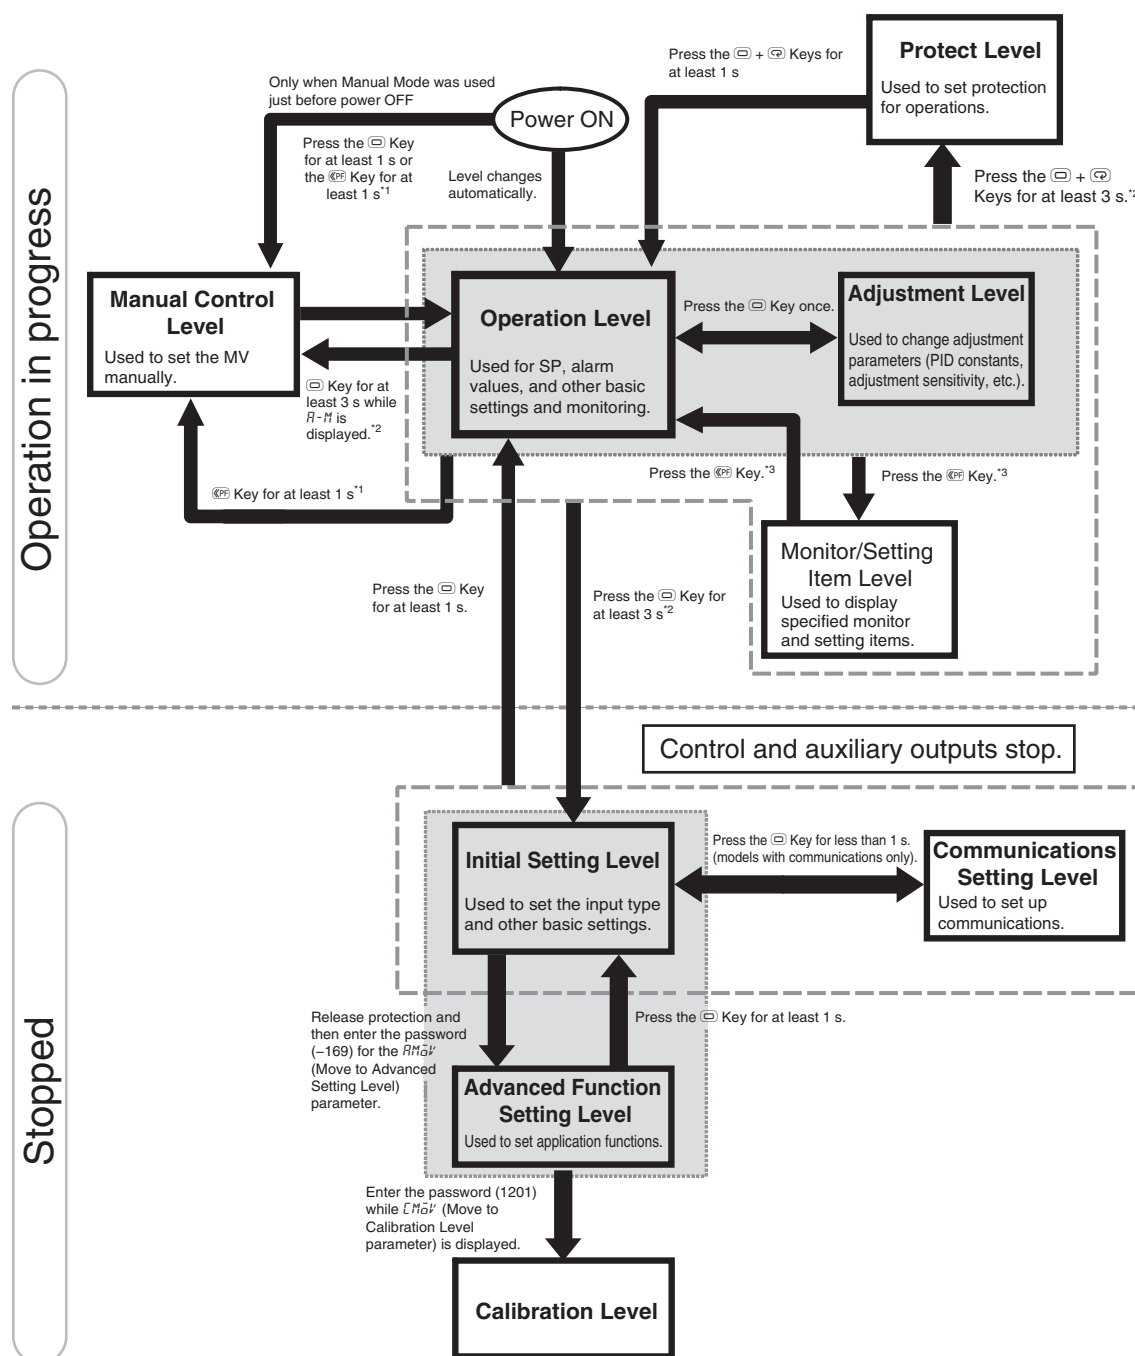 Operation in progress
Press the + Keys for
at least 1 s
Protect Level
Used to set protection
for operations.
Only when Manual Mode was used
just before power OFF
Power ON
Press the Key
for at least 1 s or
the PF Key for at
least 1 s*1
Level changes
automatically.
Press the +
Keys for at least 3 s.*2
Manual Control
Level
Used to set the MV
manually.
Operation Level
Used for SP, alarm
values, and other basic
settings and monitoring.
Press the Key once.
Adjustment Level
Used to change adjustment
parameters (PID constants,
adjustment sensitivity, etc.).
Key for at
least 3 s while
A-M is
displayed.*2
PF Key for at least 1 s*1
Press the PF Key.*3
Press the PF Key.*3
Monitor/Setting
Item Level
Used to display
specified monitor
and setting items.
Press the Key
for at least 1 s.
Press the Key for
at least 3 s*2
Control and auxiliary outputs stop.
Stopped
Initial Setting Level
Used to set the input type
and other basic settings.
Press the Key for less than 1 s.
(models with communications only).
Communications
Setting Level
Used to set up
communications.
Release protection and
then enter the password
(−169) for the AMOV
(Move to Advanced
Setting Level)
parameter.
Press the Key for at least 1 s.
Advanced Function
Setting Level
Used to set application functions.
Enter the password (1201)
while CMOV (Move to
Calibration Level
parameter) is displayed.
Calibration Level